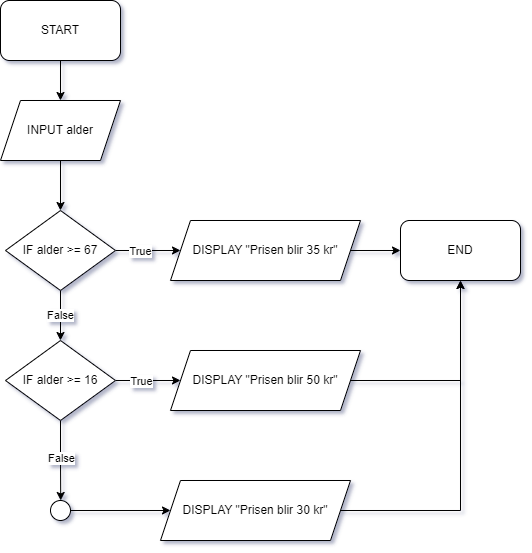 START
INPUT alder
IF alder >= 67
True
DISPLAY "Prisen blir 35 kr"
END
False
IF alder >= 16
True
DISPLAY "Prisen blir 50 kr"
False
DISPLAY "Prisen blir 30 kr"